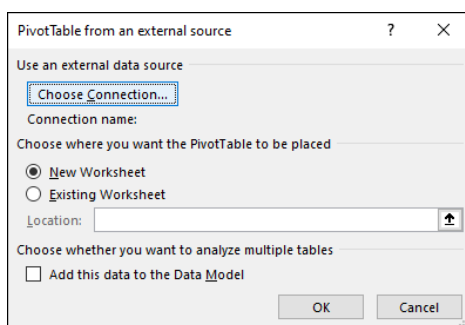 PivotTable from an external source
Use an external data source
Choose Connection...
Connection name:
Choose where you want the PivotTable to be placed
New Worksheet
Existing Worksheet
Location:
Choose whether you want to analyze multiple tables
Add this data to the Data Model
OK Cancel